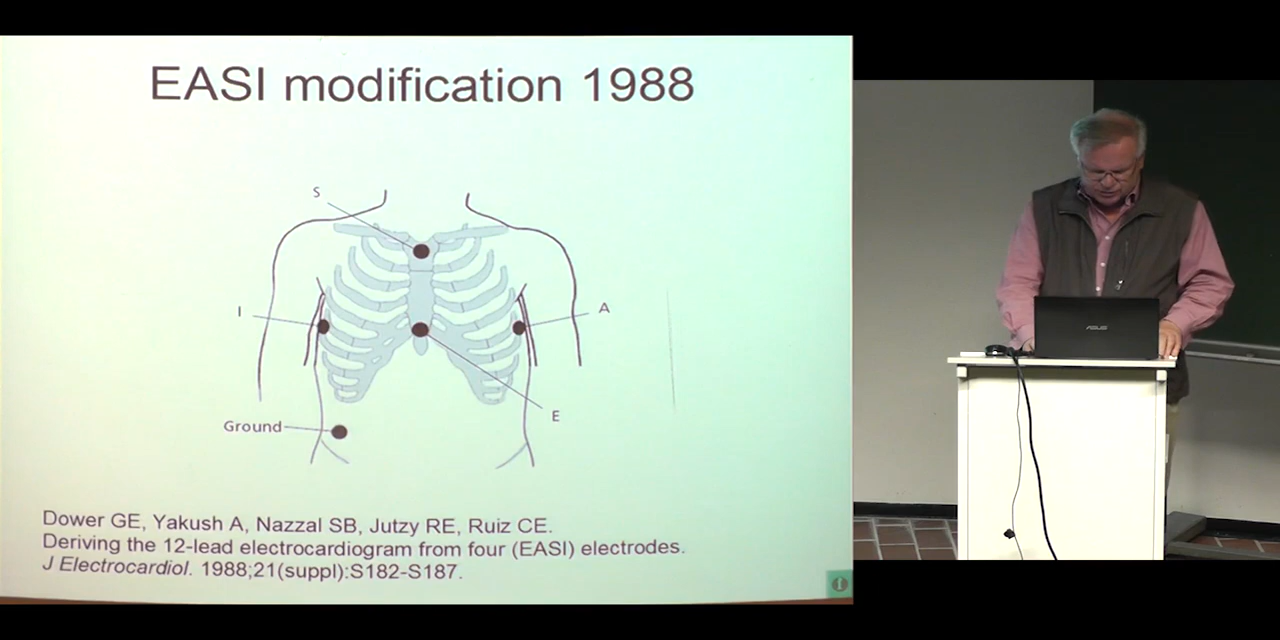 EASI modification 1988
S
I
A
E
Ground
Dower GE, Yakush A, Nazzal SB, Jutzy RE, Ruiz CE.
Deriving the 12-lead electrocardiogram from four (EASI) electrodes.
J Electrocardiol. 1988;21(suppl):S182-S187.
ASUS